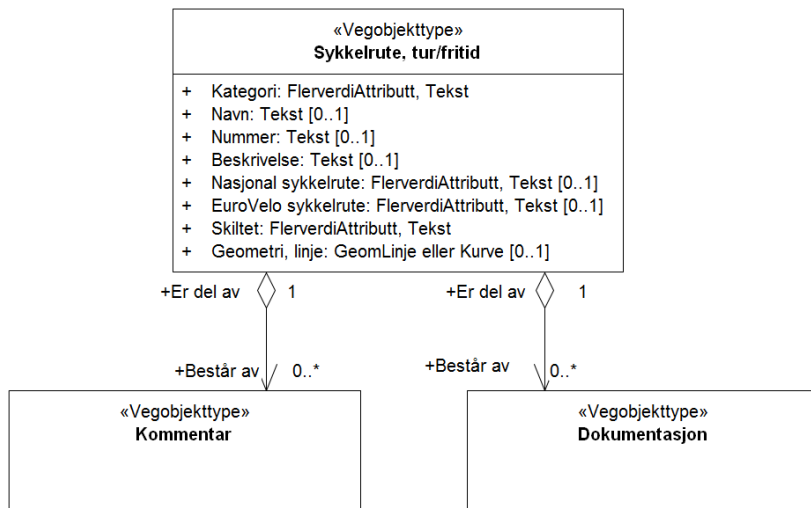 «Vegobjekttype»
Sykkelrute, tur/fritid
+ Kategori: FlerverdiAttributt, Tekst
+ Navn: Tekst [0..1]
+ Nummer: Tekst [0..1]
+ Beskrivelse: Tekst [0..1]
+ Nasjonal sykkelrute: FlerverdiAttributt, Tekst [0..1]
+ EuroVelo sykkelrute: FlerverdiAttributt, Tekst [0..1]
+ Skiltet: FlerverdiAttributt, Tekst
+ Geometri, linje: GeomLinje eller Kurve [0..1]
+Er del av 1 +Er del av 1
+Består av 0..* +Består av 0..*
«Vegobjekttype» «Vegobjekttype»
Kommentar Dokumentasjon